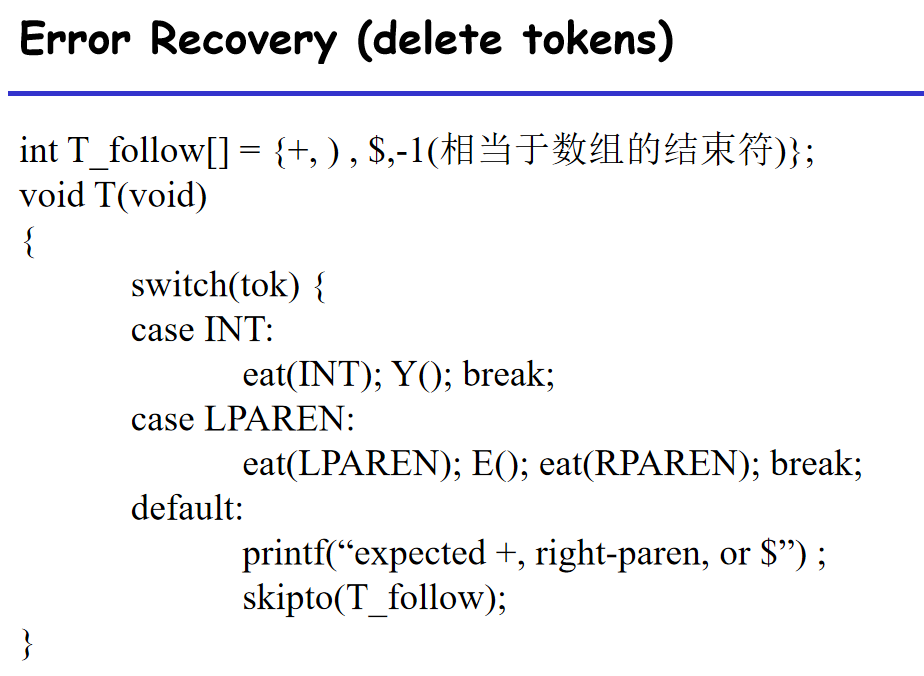 Error Recovery (delete tokens)
int T_follow[] = {+, ) , $,-1(相当于数组的结束符)};
void T(void)
{
switch(tok) {
case INT:
eat(INT); Y(); break;
case LPAREN:
eat(LPAREN); E(); eat(RPAREN); break;
default:
printf(“expected +, right-paren, or $”) ;
skipto(T_follow);
}